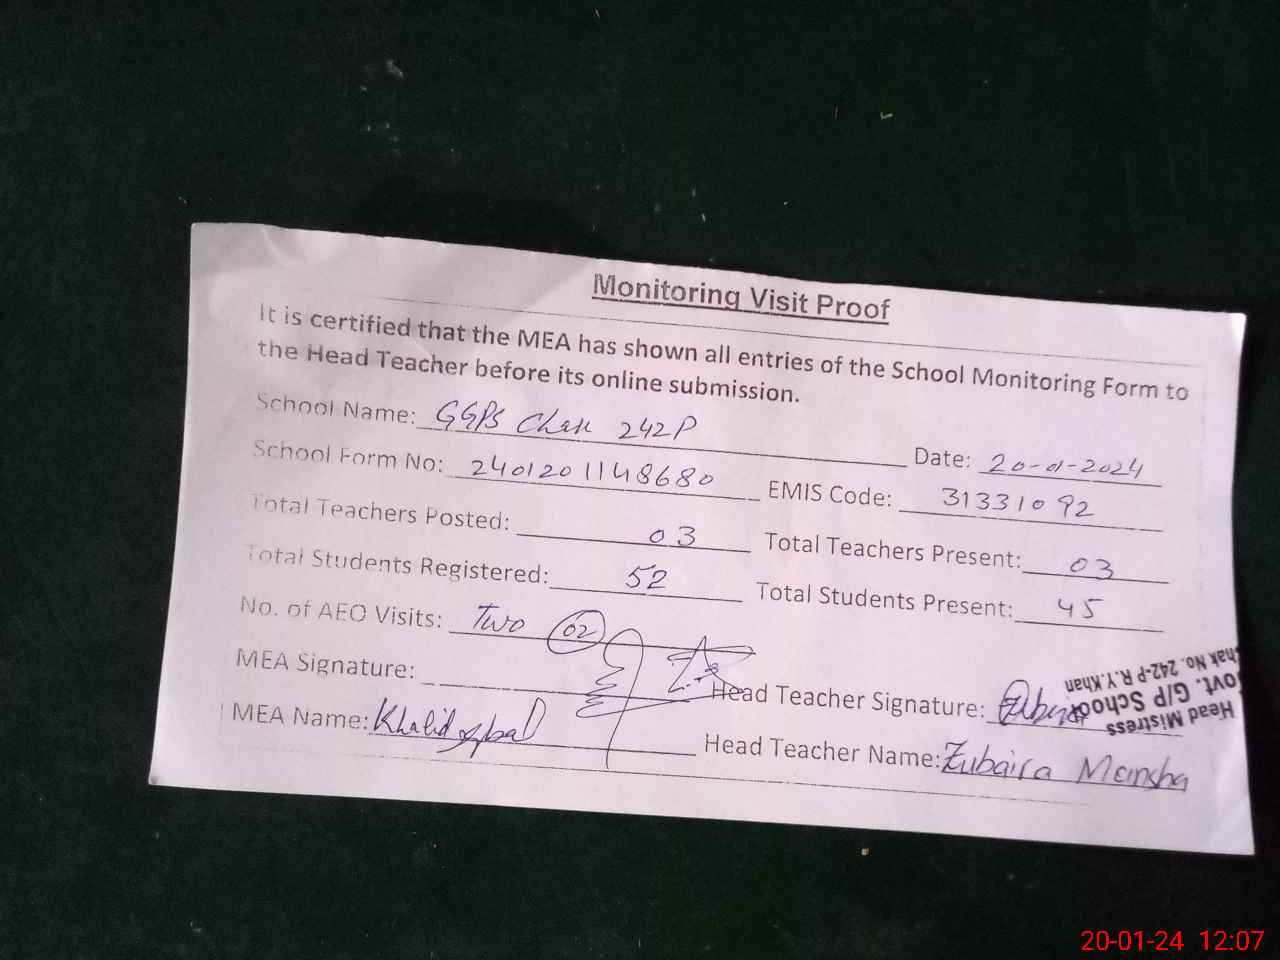 Monitoring Visit Proof
It is certified that the MEA has shown all entries of the School Monitoring Form to
the Head Teacher before its online submission.
School Name: GGPS Chak 242P Date: 20-01-2024
School Form No: 2401201148680 EMIS Code: 31331092
Total Teachers Posted: 03 Total Teachers Present: 03
Total Students Registered: 52 Total Students Present: 45
No. of AEO Visits: Two 02
MEA Signature: Head Teacher Signature:
MEA Name: Khalid Iqbal Head Teacher Name: Zubaira Mansha
Head Mistress
Govt. G/P School
Chak No. 242-P R.Y.Khan
20-01-24 12:07